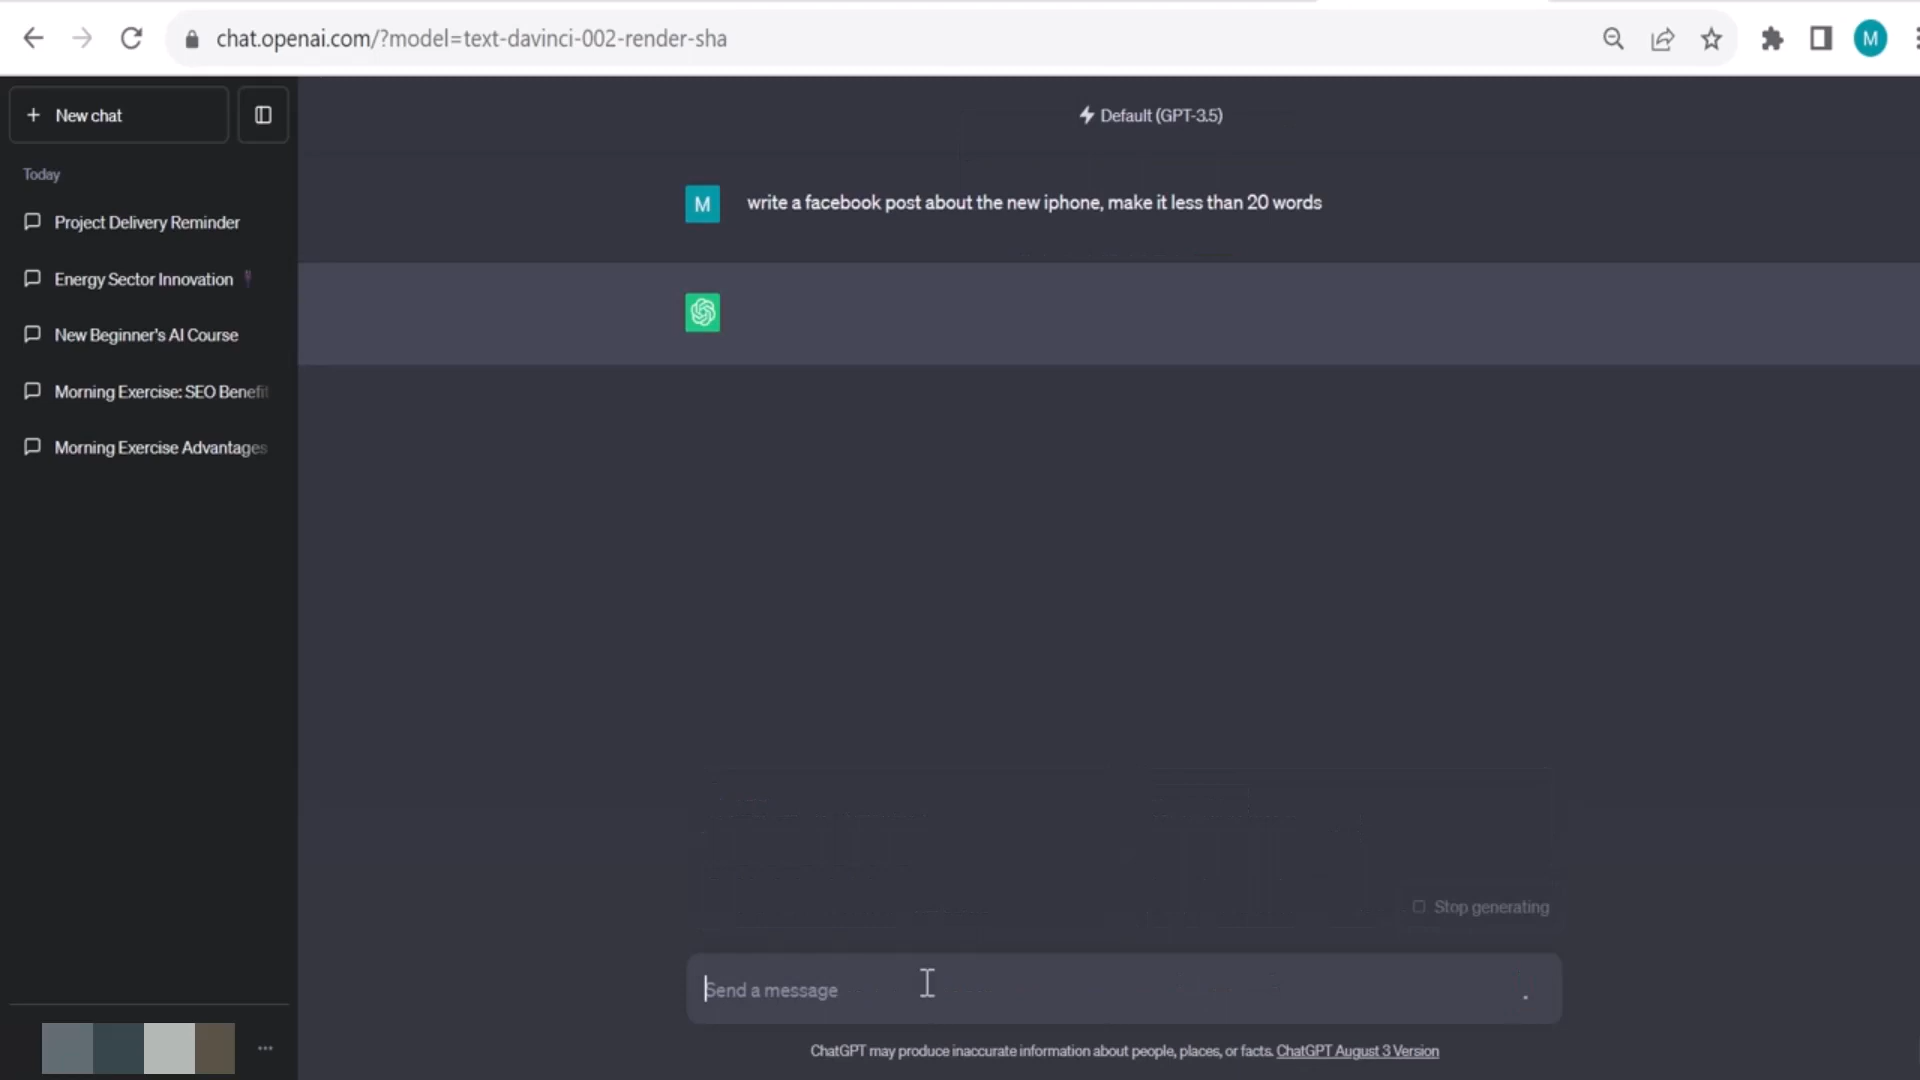 chat.openai.com/?model=text-davinci-002-render-sha
M
+ New chat
Default (GPT-3.5)
Today
Project Delivery Reminder
Energy Sector Innovation
New Beginner's AI Course
Morning Exercise: SEO Benefit
Morning Exercise Advantages
M
write a facebook post about the new iphone, make it less than 20 words
Stop generating
Send a message
ChatGPT may produce inaccurate information about people, places, or facts. ChatGPT August 3 Version